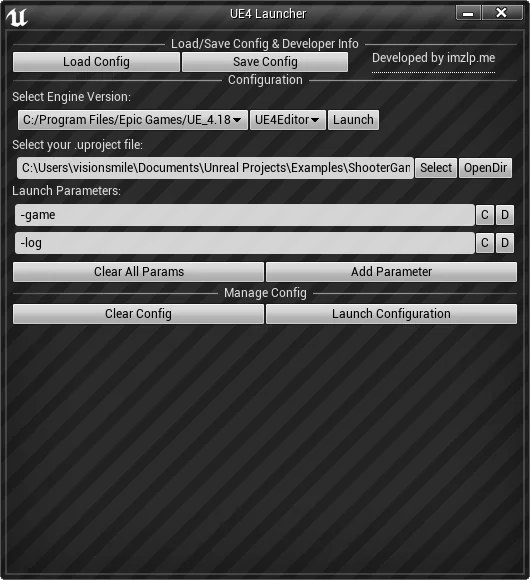 UE4 Launcher
Load/Save Config & Developer Info
Load Config Save Config Developed by imzlp.me
Configuration
Select Engine Version:
C:/Program Files/Epic Games/UE_4.18 UE4Editor Launch
Select your .uproject file:
C:\Users\visionsmile\Documents\Unreal Projects\Examples\ShooterGan Select OpenDir
Launch Parameters:
-game C D
-log C D
Clear All Params Add Parameter
Manage Config
Clear Config Launch Configuration